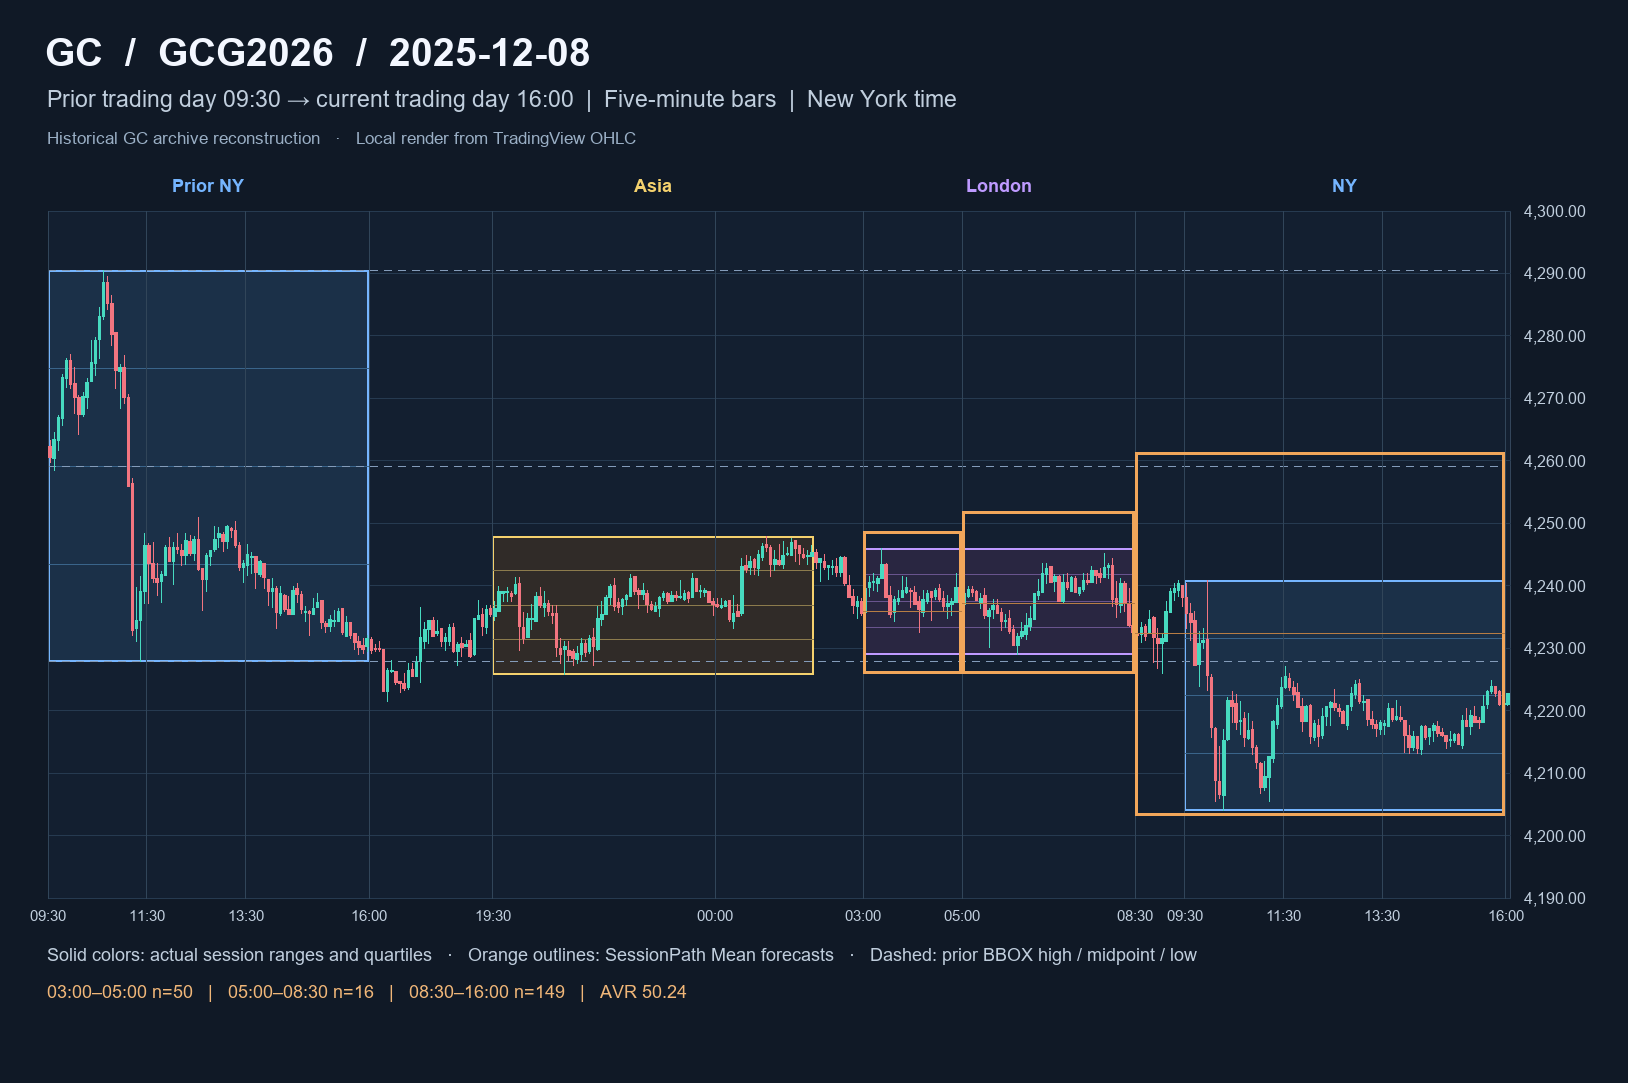 GC / GCG2026 / 2025-12-08
Prior trading day 09:30 → current trading day 16:00 | Five-minute bars | New York time
Historical GC archive reconstruction · Local render from TradingView OHLC
Prior NY Asia London NY
4,300.00
4,290.00
4,280.00
4,270.00
4,260.00
4,250.00
4,240.00
4,230.00
4,220.00
4,210.00
4,200.00
4,190.00
09:30 11:30 13:30 16:00 19:30 00:00 03:00 05:00 08:30 09:30 11:30 13:30 16:00
Solid colors: actual session ranges and quartiles · Orange outlines: SessionPath Mean forecasts · Dashed: prior BBOX high / midpoint / low
03:00–05:00 n=50 | 05:00–08:30 n=16 | 08:30–16:00 n=149 | AVR 50.24